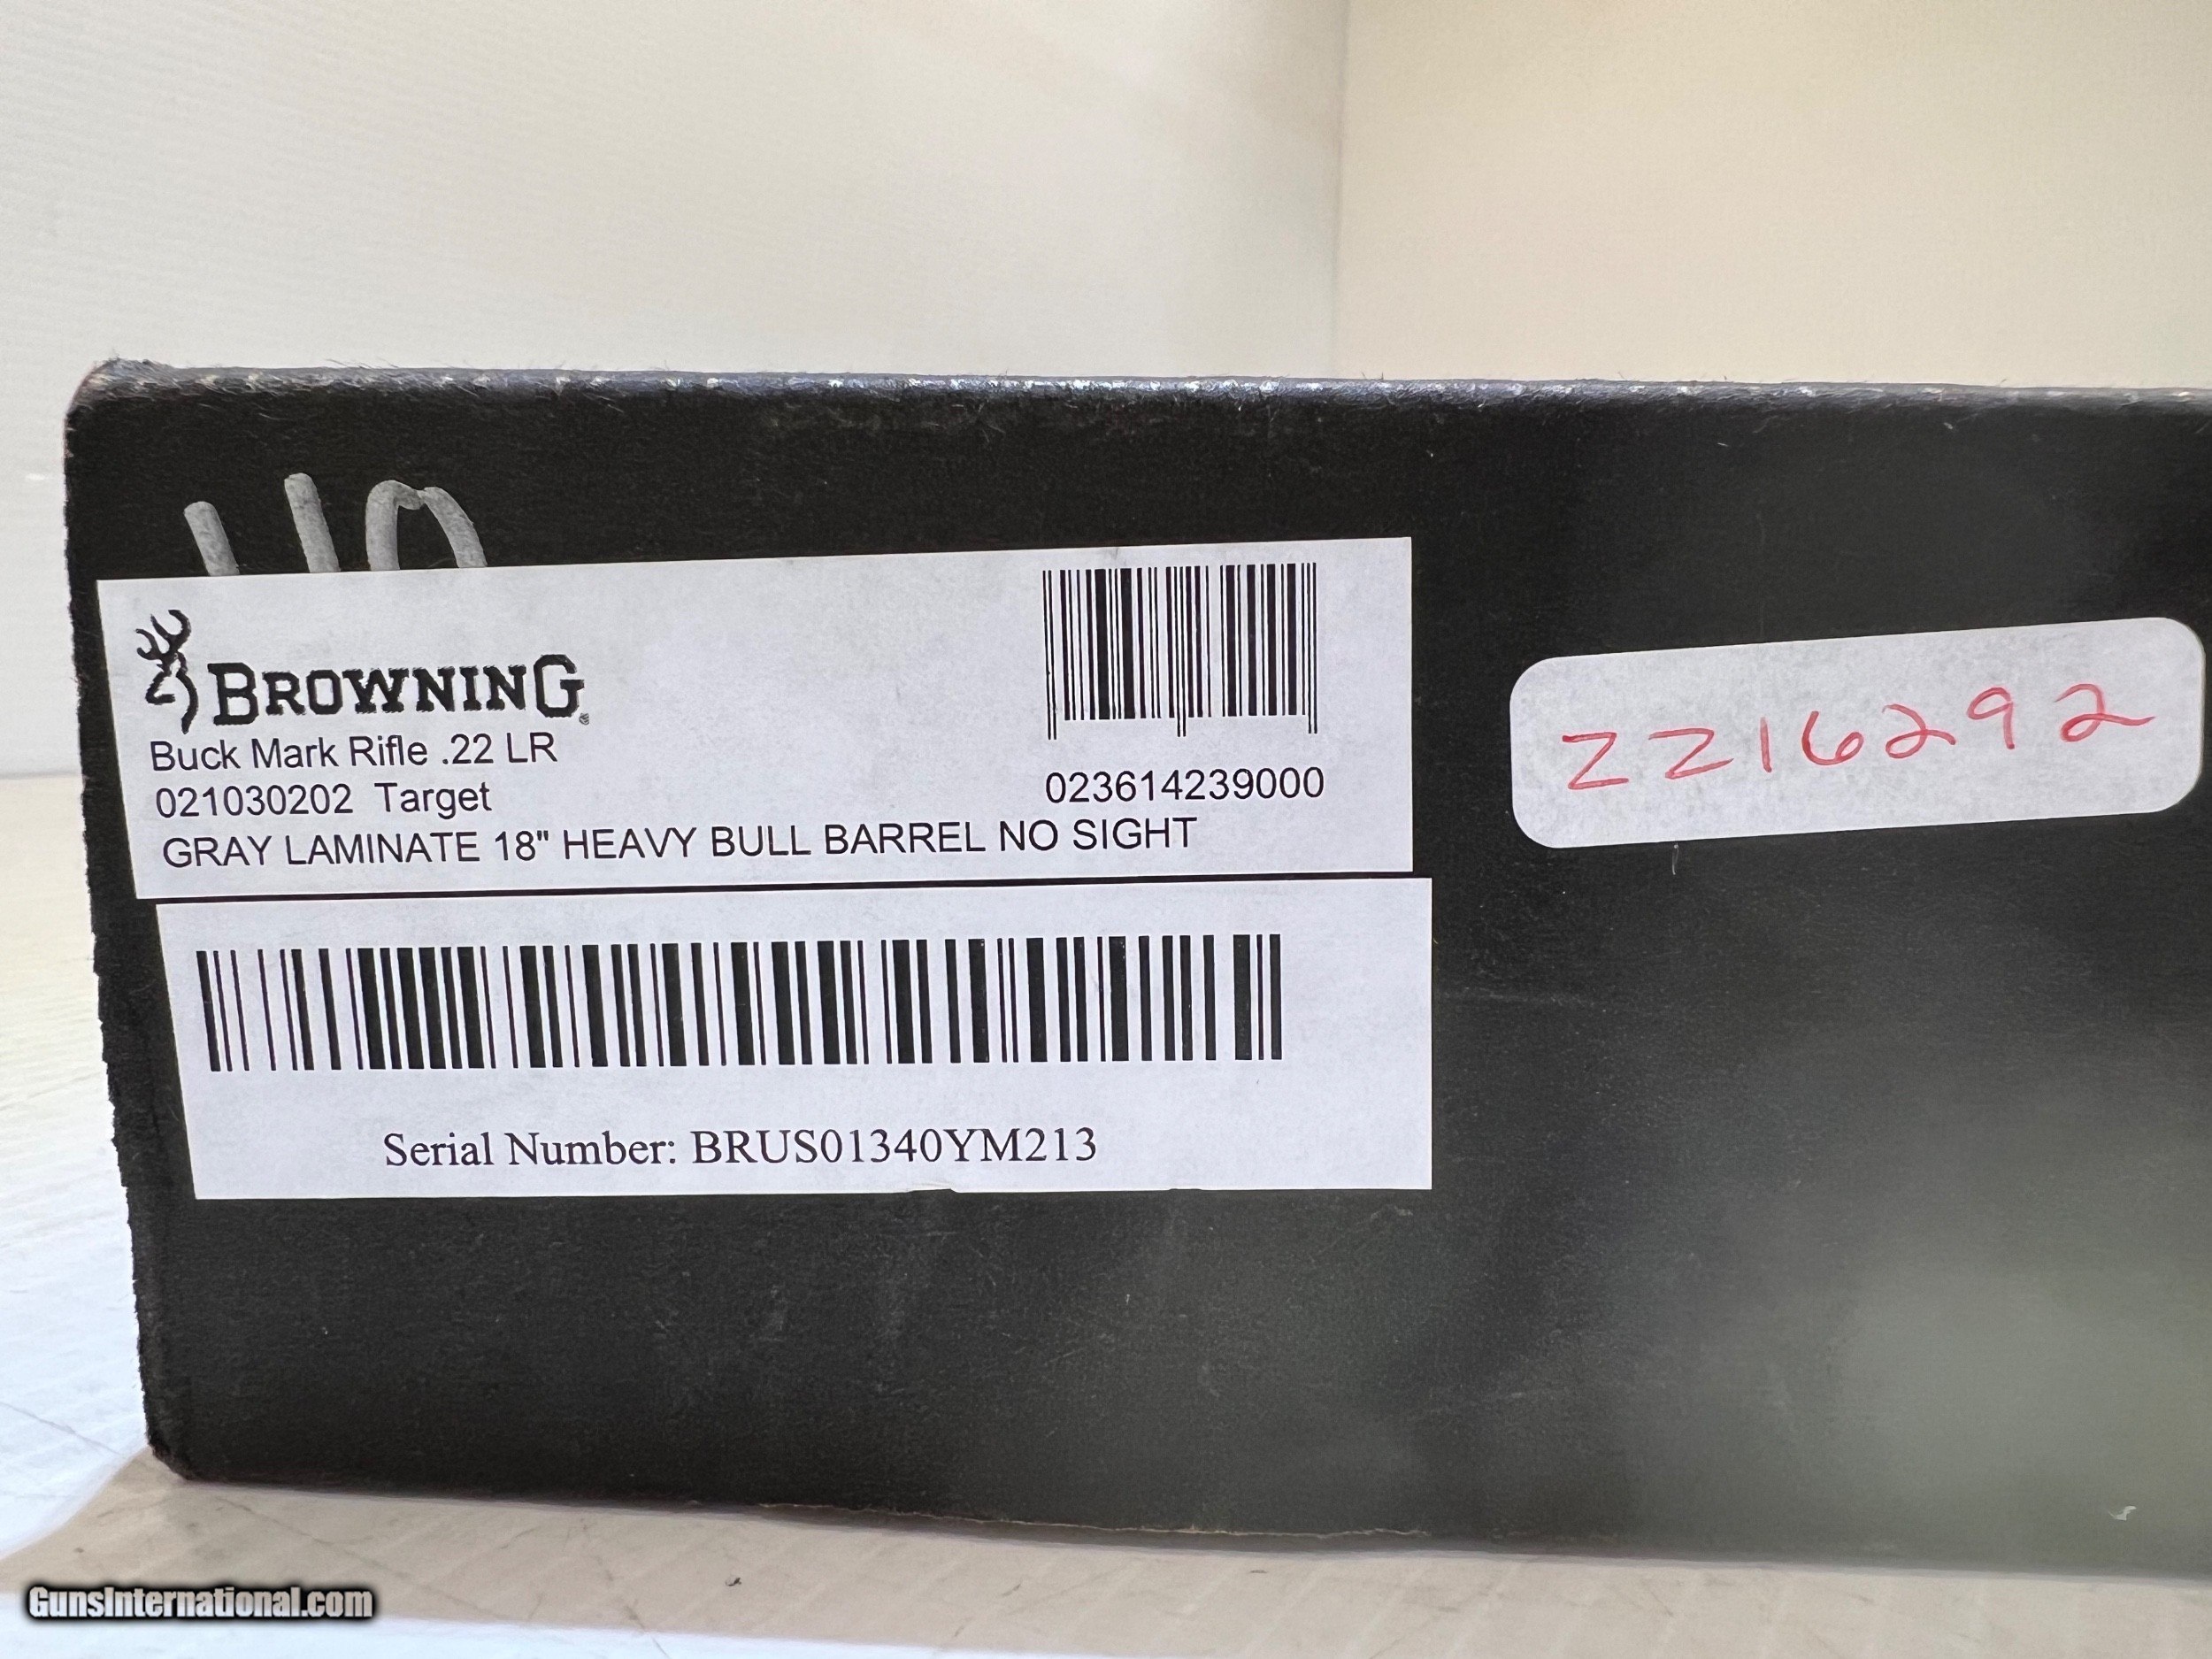 BROWNING
Buck Mark Rifle .22 LR
021030202 Target
023614239000
GRAY LAMINATE 18" HEAVY BULL BARREL NO SIGHT
Serial Number: BRUS01340YM213
ZZ16292
GunsInternational.com